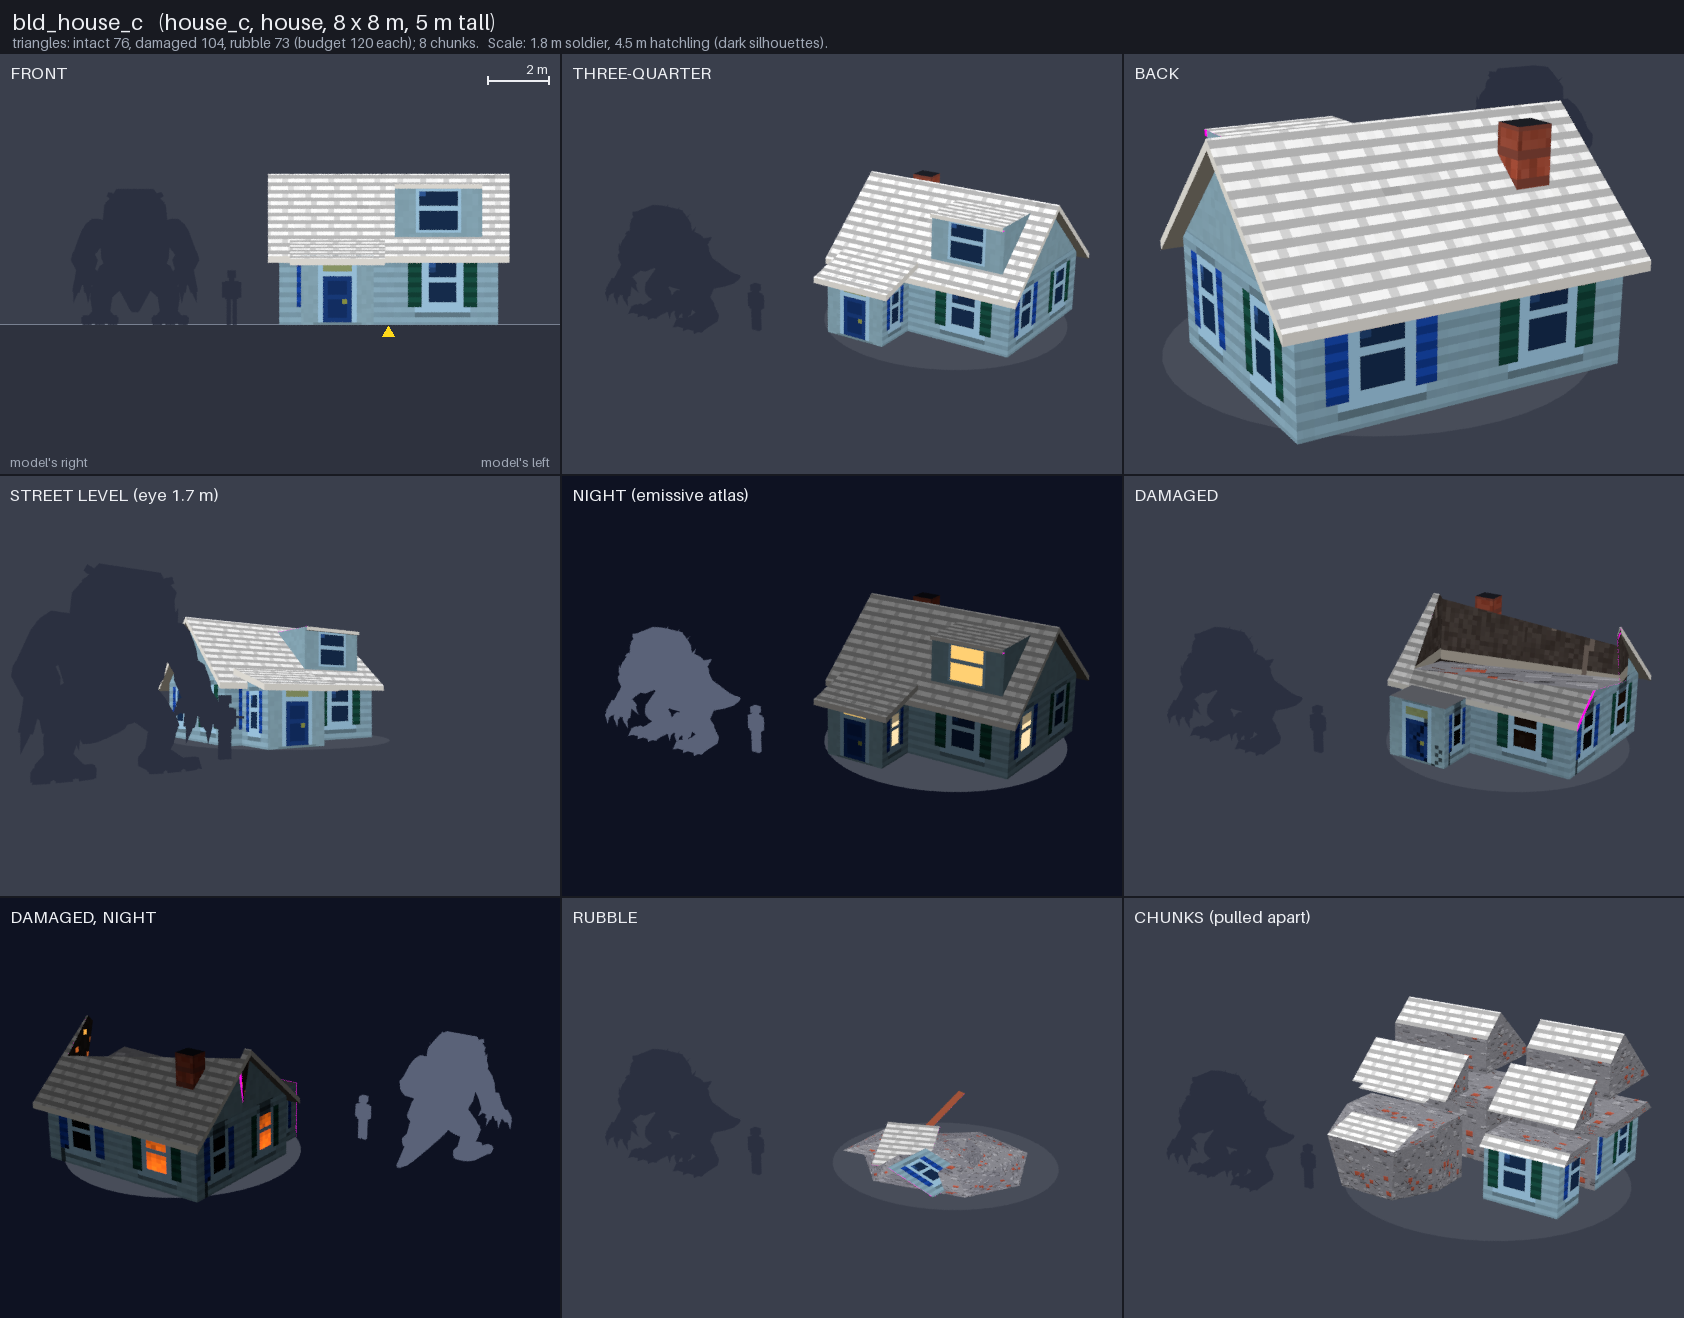 bld_house_c (house_c, house, 8 x 8 m, 5 m tall)
triangles: intact 76, damaged 104, rubble 73 (budget 120 each); 8 chunks. Scale: 1.8 m soldier, 4.5 m hatchling (dark silhouettes).
FRONT
2 m
THREE-QUARTER
BACK
model's right
model's left
STREET LEVEL (eye 1.7 m)
NIGHT (emissive atlas)
DAMAGED
DAMAGED, NIGHT
RUBBLE
CHUNKS (pulled apart)